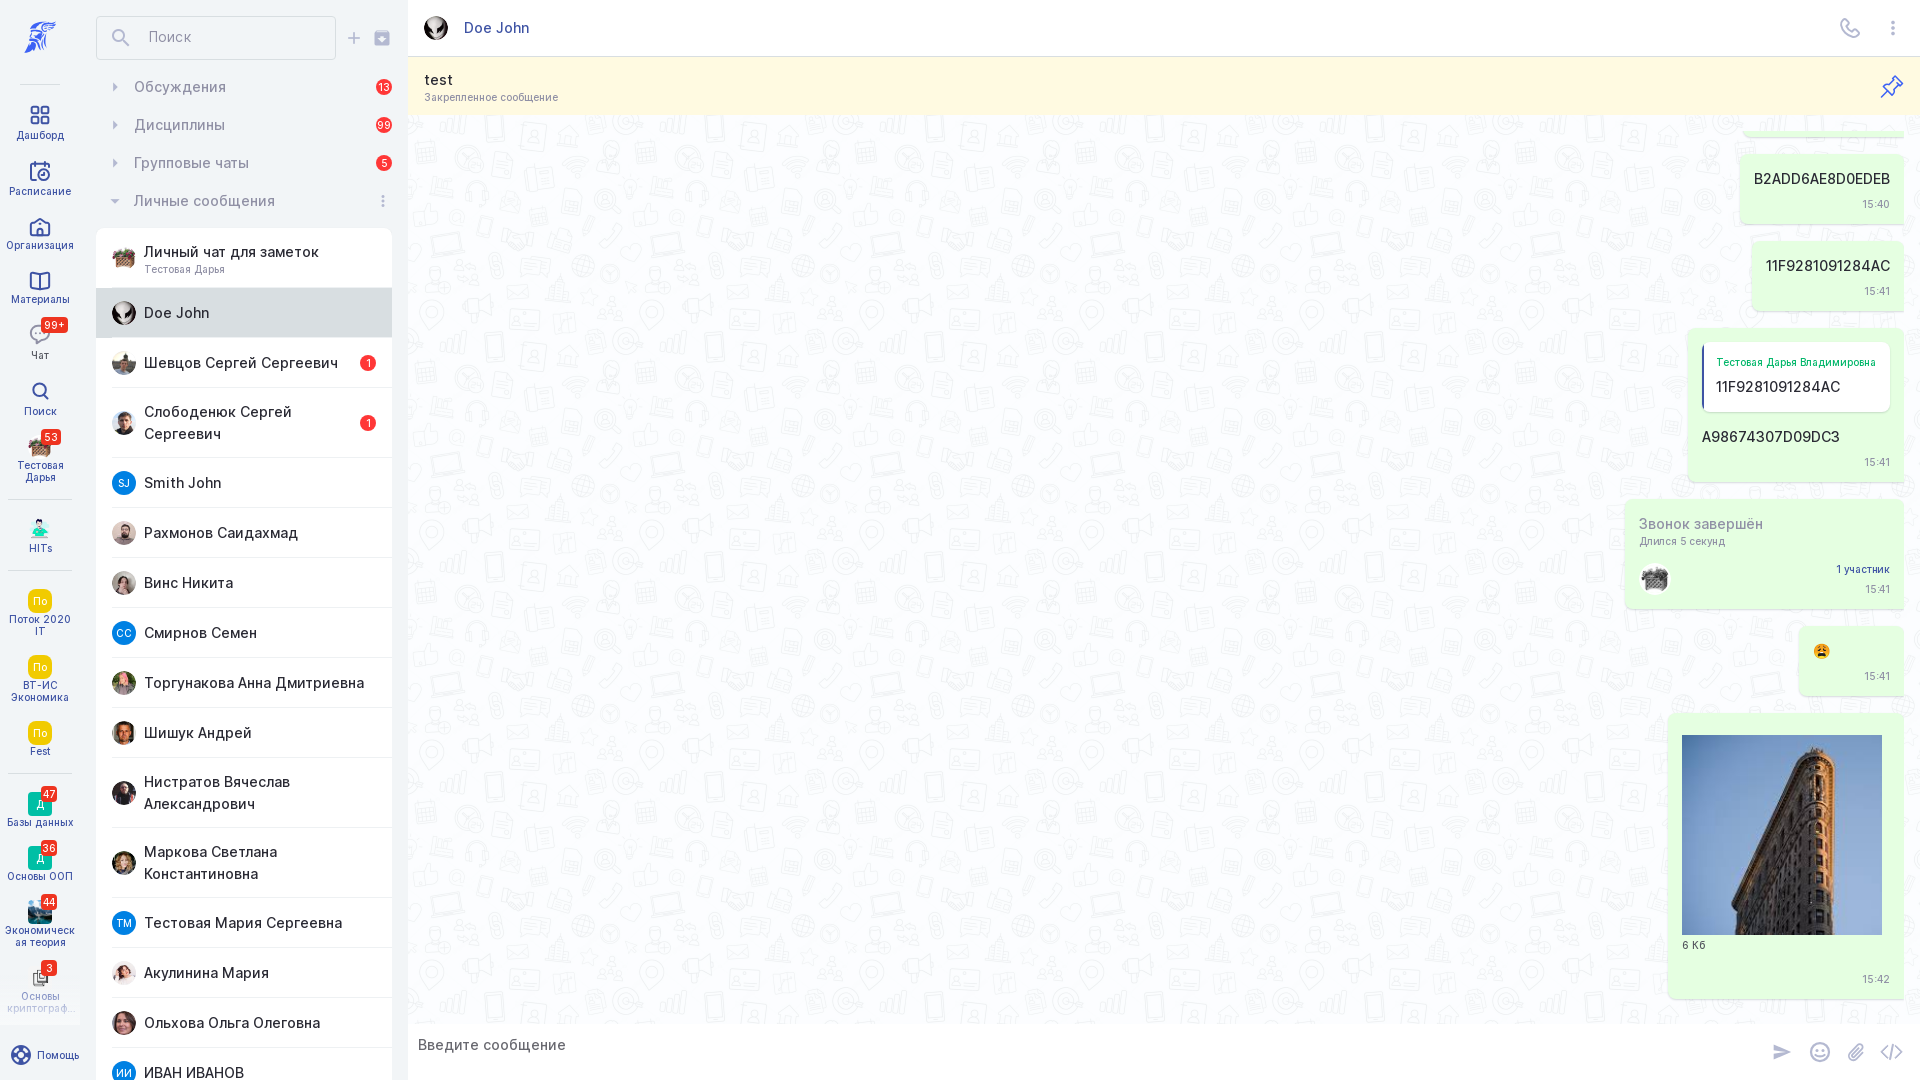 Дашборд
Расписание
Организация
Материалы
99+
Чат
Поиск
53
Тестовая
Дарья
HITs
По
Поток 2020
IT
По
ВТ-ИС
Экономика
По
Fest
47
Д
Базы данных
36
Д
Основы ООП
44
Экономическ
ая теория
3
Основы
криптограф...
Помощь
Поиск
Обсуждения
13
Дисциплины
99
Групповые чаты
5
Личные сообщения
Личный чат для заметок
Тестовая Дарья
Doe John
Шевцов Сергей Сергеевич
1
Слободенюк Сергей
Сергеевич
1
SJ
Smith John
Рахмонов Саидахмад
Винс Никита
СС
Смирнов Семен
Торгунакова Анна Дмитриевна
Шишук Андрей
Нистратов Вячеслав
Александрович
Маркова Светлана
Константиновна
ТМ
Тестовая Мария Сергеевна
Акулинина Мария
Ольхова Ольга Олеговна
ИИ
ИВАН ИВАНОВ
Doe John
test
Закрепленное сообщение
B2ADD6AE8D0EDEB
15:40
11F9281091284AC
15:41
Тестовая Дарья Владимировна
11F9281091284AC
A98674307D09DC3
15:41
Звонок завершён
Длился 5 секунд
1 участник
15:41
15:41
6 Кб
15:42
Введите сообщение